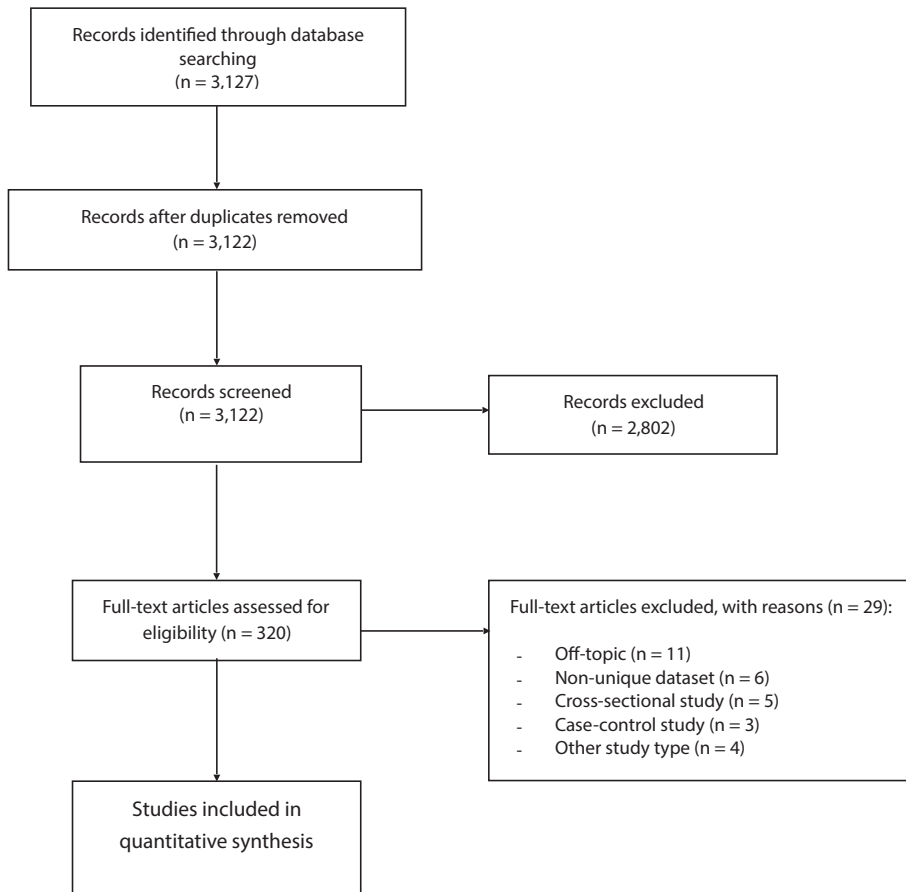 Records identified through database
searching
(n = 3,127)
Records after duplicates removed
(n = 3,122)
Records screened
(n = 3,122)
Records excluded
(n = 2,802)
Full-text articles assessed for
eligibility (n = 320)
Full-text articles excluded, with reasons (n = 29):
- Off-topic (n = 11)
- Non-unique dataset (n = 6)
- Cross-sectional study (n = 5)
- Case-control study (n = 3)
- Other study type (n = 4)
Studies included in
quantitative synthesis